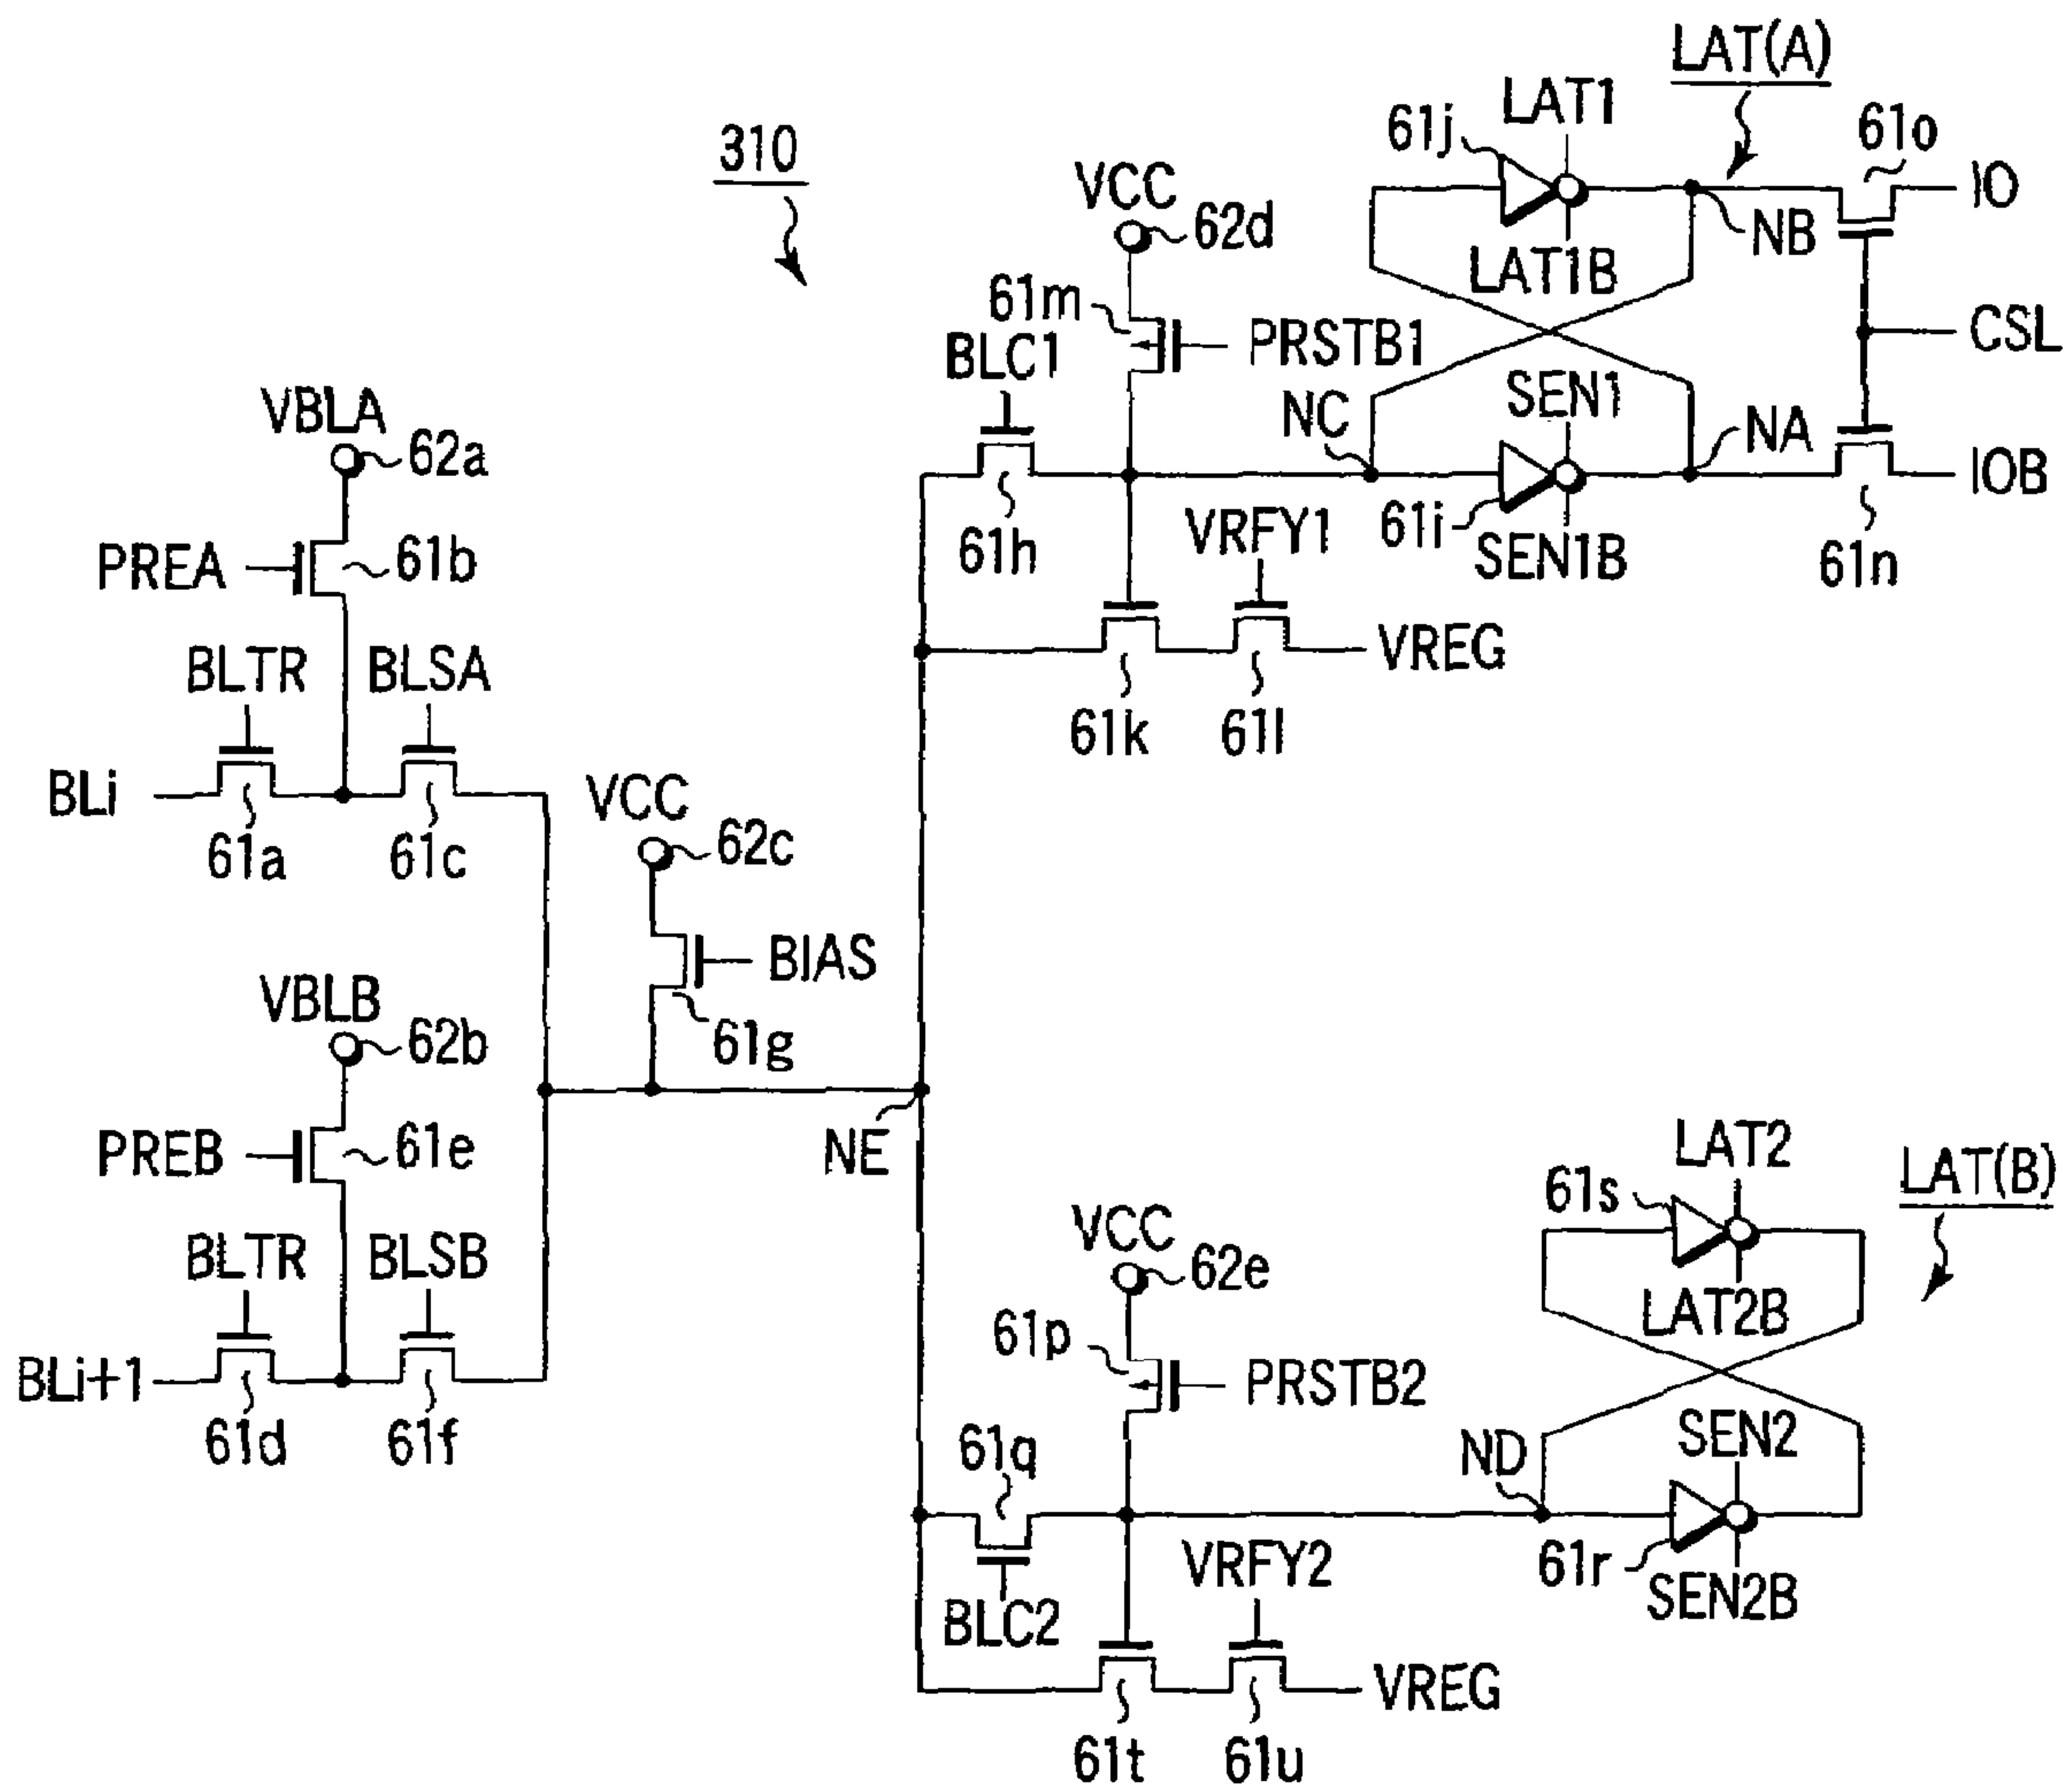 LAT(A)
LAT1
61j
61o
310
VCC
IO
62d
NB
LAT1B
61m
BLC1
PRSTB1
CSL
SEN1
VBLA
NC
NA
62a
IOB
VRFY1
61i
61h
SEN1B
61n
PREA
61b
VREG
BLTR
BLSA
61k
61l
BLi
VCC
62c
61a
61c
BIAS
VBLB
61g
62b
LAT2
PREB
61e
NE
LAT(B)
61s
VCC
62e
BLTR
BLSB
LAT2B
61p
BLi+1
PRSTB2
61d
61f
61q
ND
SEN2
VRFY2
61r
SEN2B
BLC2
VREG
61t
61u